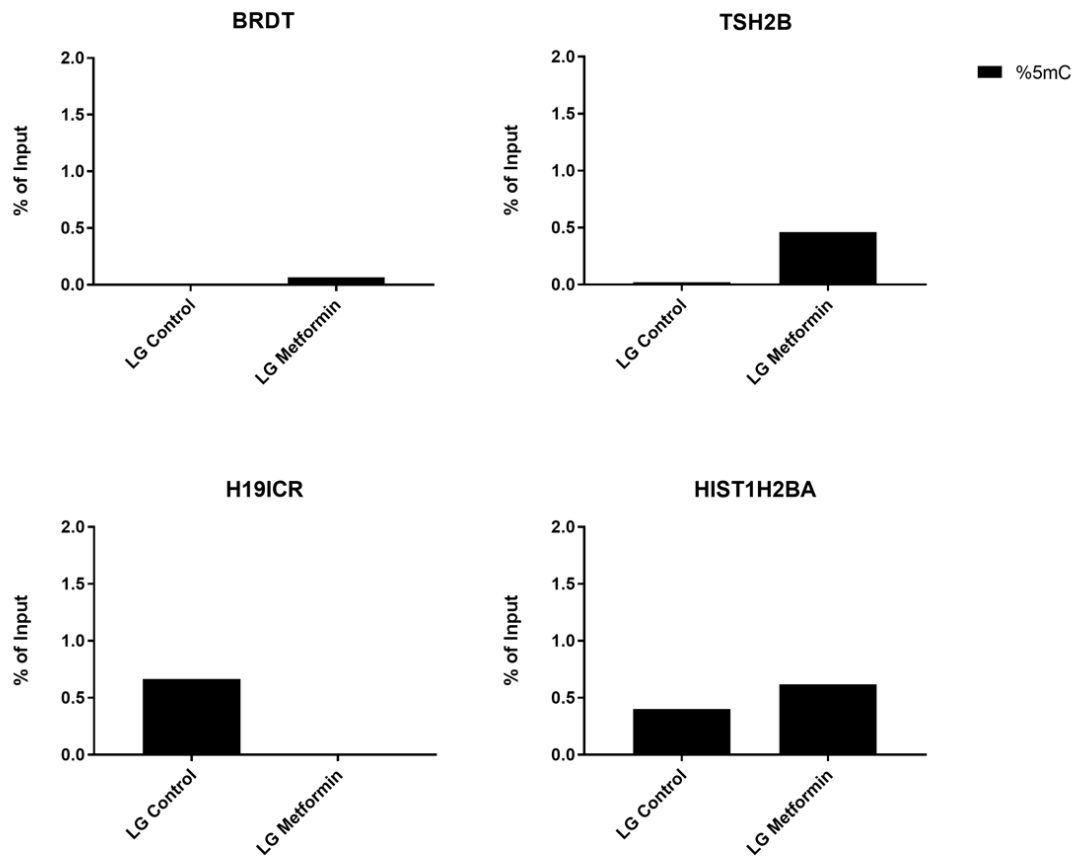 BRDT
% of Input
2.0
1.5
1.0
0.5
0.0
LG Control
LG Metformin
TSH2B
% of Input
2.0
1.5
1.0
0.5
0.0
LG Control
LG Metformin
%5mC
H19ICR
% of Input
2.0
1.5
1.0
0.5
0.0
LG Control
LG Metformin
HIST1H2BA
% of Input
2.0
1.5
1.0
0.5
0.0
LG Control
LG Metformin